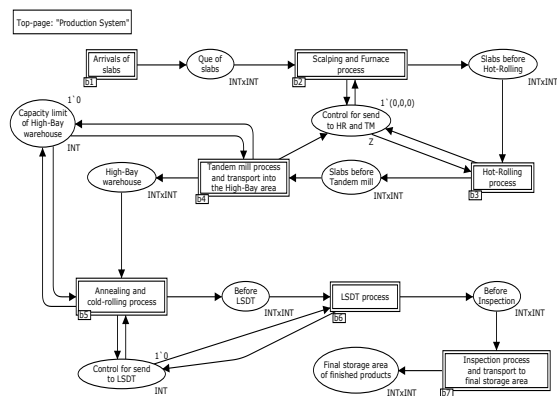 Top-page: "Production System"
Arrivals of
slabs
b1
Que of
slabs
INTxINT
Scalping and Furnace
process
b2
Slabs before
Hot-Rolling
INTxINT
1`0
Capacity limit
of High-Bay
warehouse
INT
1`(0,0,0)
Control for send
to HR and TM
Z
High-Bay
warehouse
INTxINT
Tandem mill process
and transport into
the High-Bay area
b4
Slabs before
Tandem mill
INTxINT
Hot-Rolling
process
b3
Annealing and
cold-rolling process
b5
Before
LSDT
INTxINT
LSDT process
b6
Before
Inspection
INTxINT
1`0
Control for send
to LSDT
INT
Final storage area
of finished products
INTxINT
Inspection process
and transport to
final storage area
b7